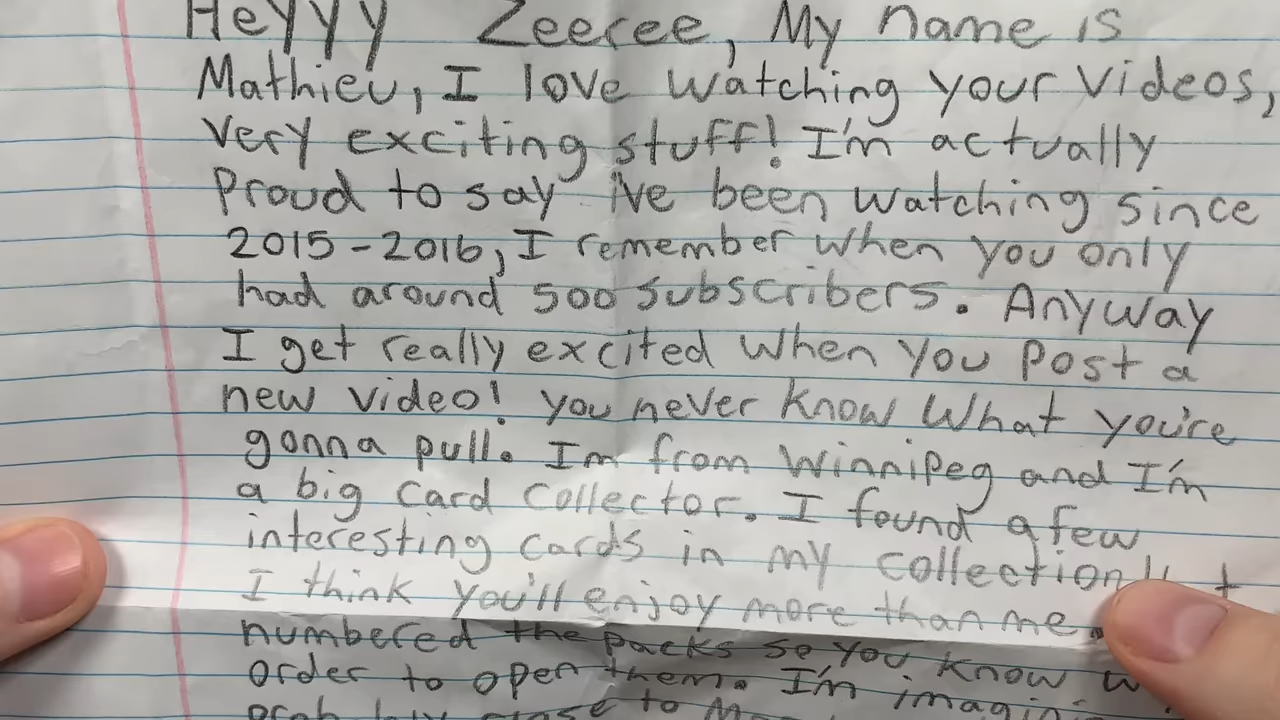 Heyyy Zeeree, My name is
Mathieu, I love watching your videos,
very exciting stuff! I'm actually
Proud to say i've been watching since
2015-2016, I remember when you only
had around 500 subscribers. Anyway
I get really excited when you post a
new video! you never know what you're
gonna pull. I'm from Winnipeg and I'm
a big card collector. I found a few
interesting cards in my collection
I think you'll enjoy more than me.
numbered the packs so you know
order to open them. I'm
probably close to